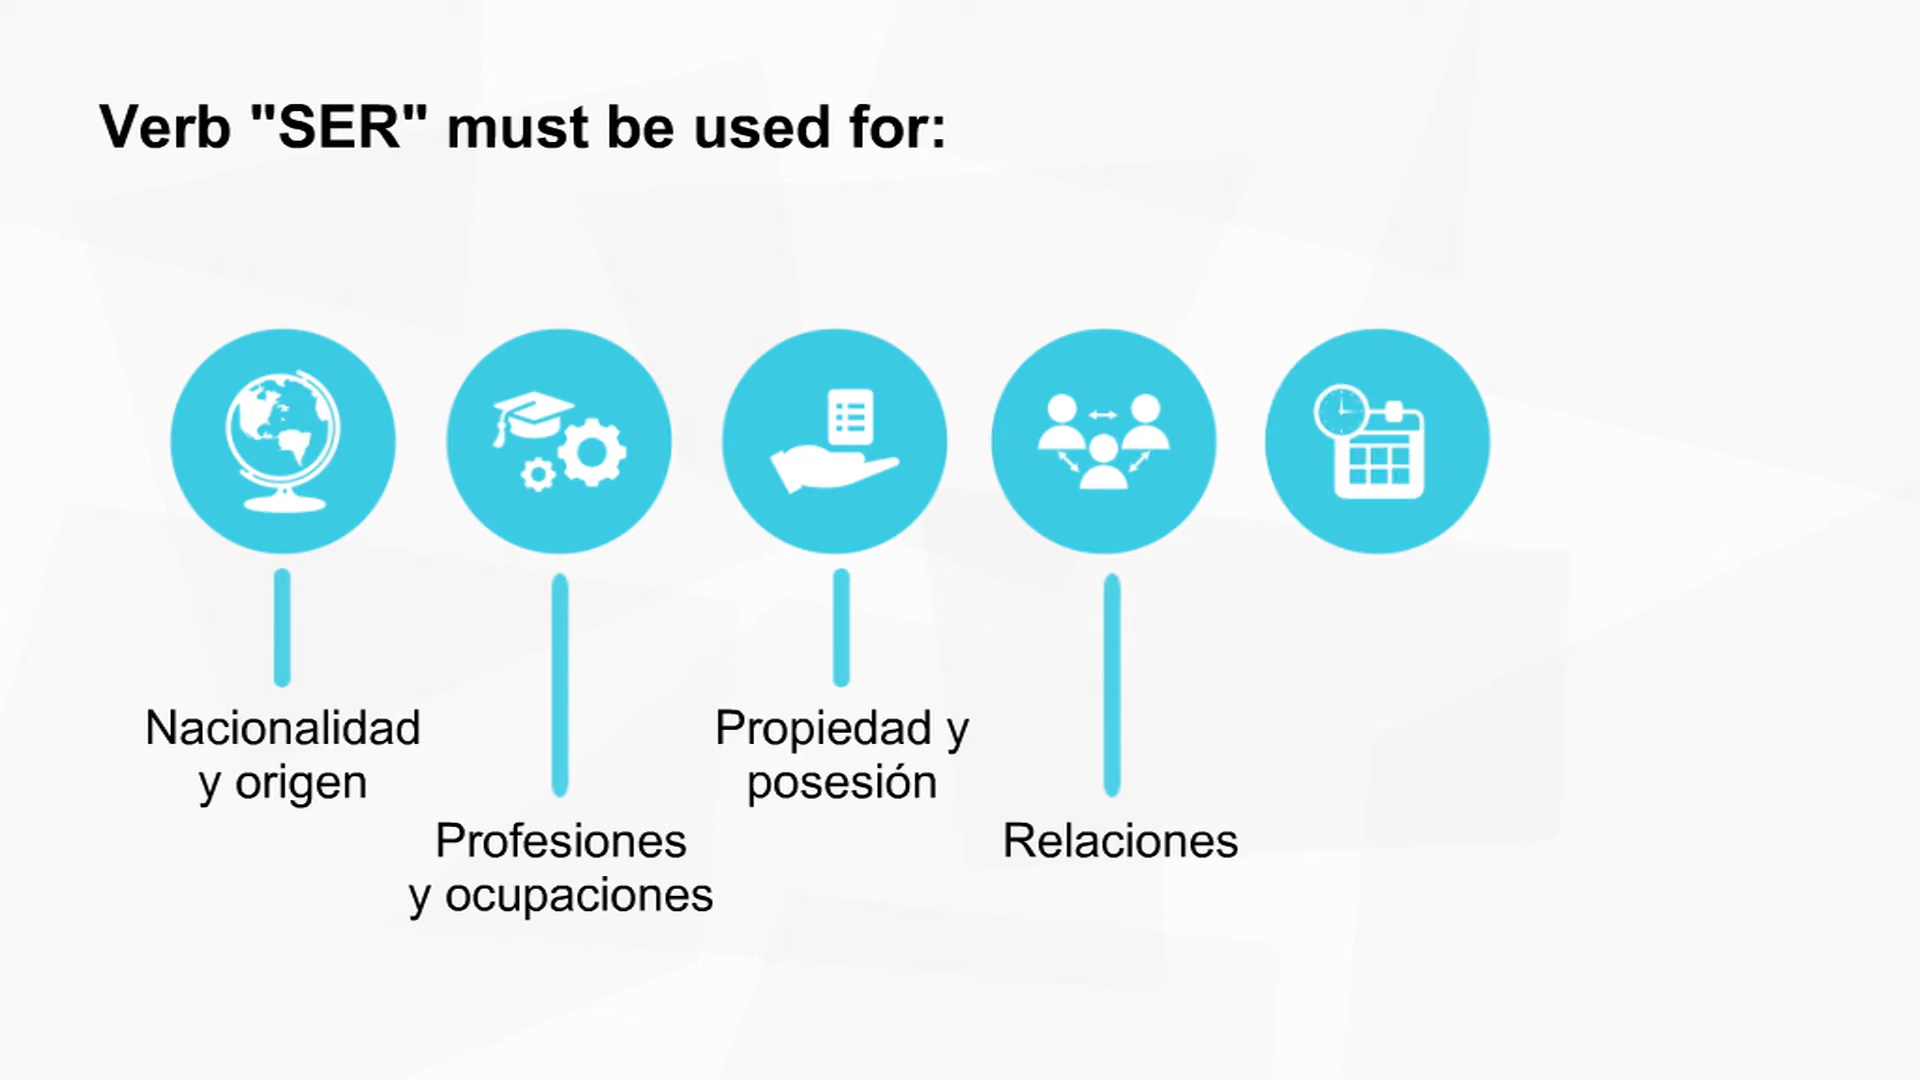 Verb "SER" must be used for:
Nacionalidad
y origen
Profesiones
y ocupaciones
Propiedad y
posesión
Relaciones